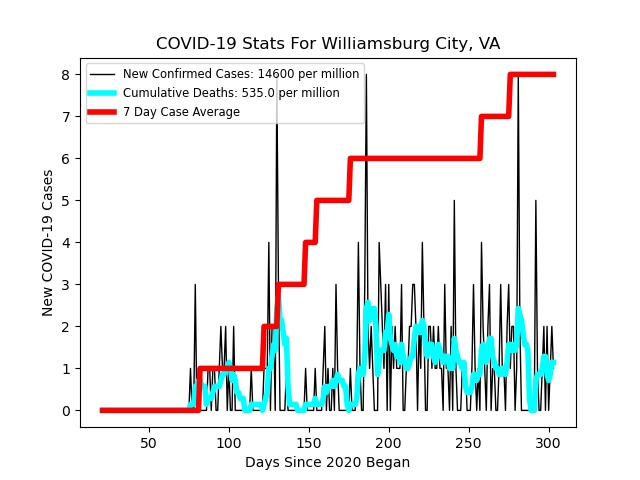 COVID-19 Stats For Williamsburg City, VA
New Confirmed Cases: 14600 per million
Cumulative Deaths: 535.0 per million
7 Day Case Average
8
7
6
5
4
3
2
1
0
New COVID-19 Cases
50 100 150 200 250 300
Days Since 2020 Began